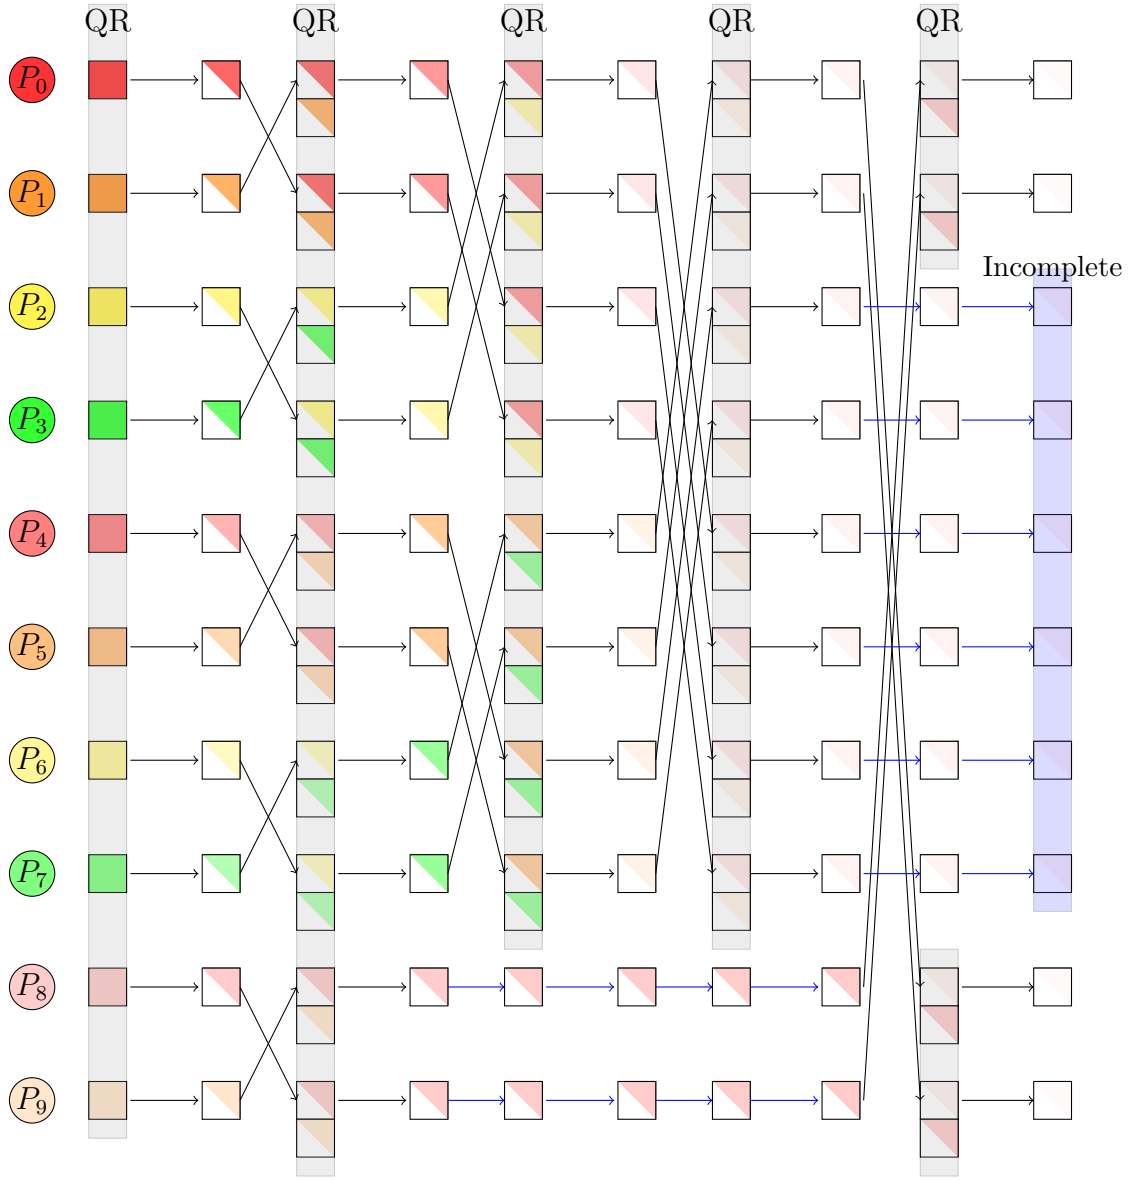 QR QR QR QR QR
P₀
P₁
Incomplete
P₂
P₃
P₄
P₅
P₆
P₇
P₈
P₉